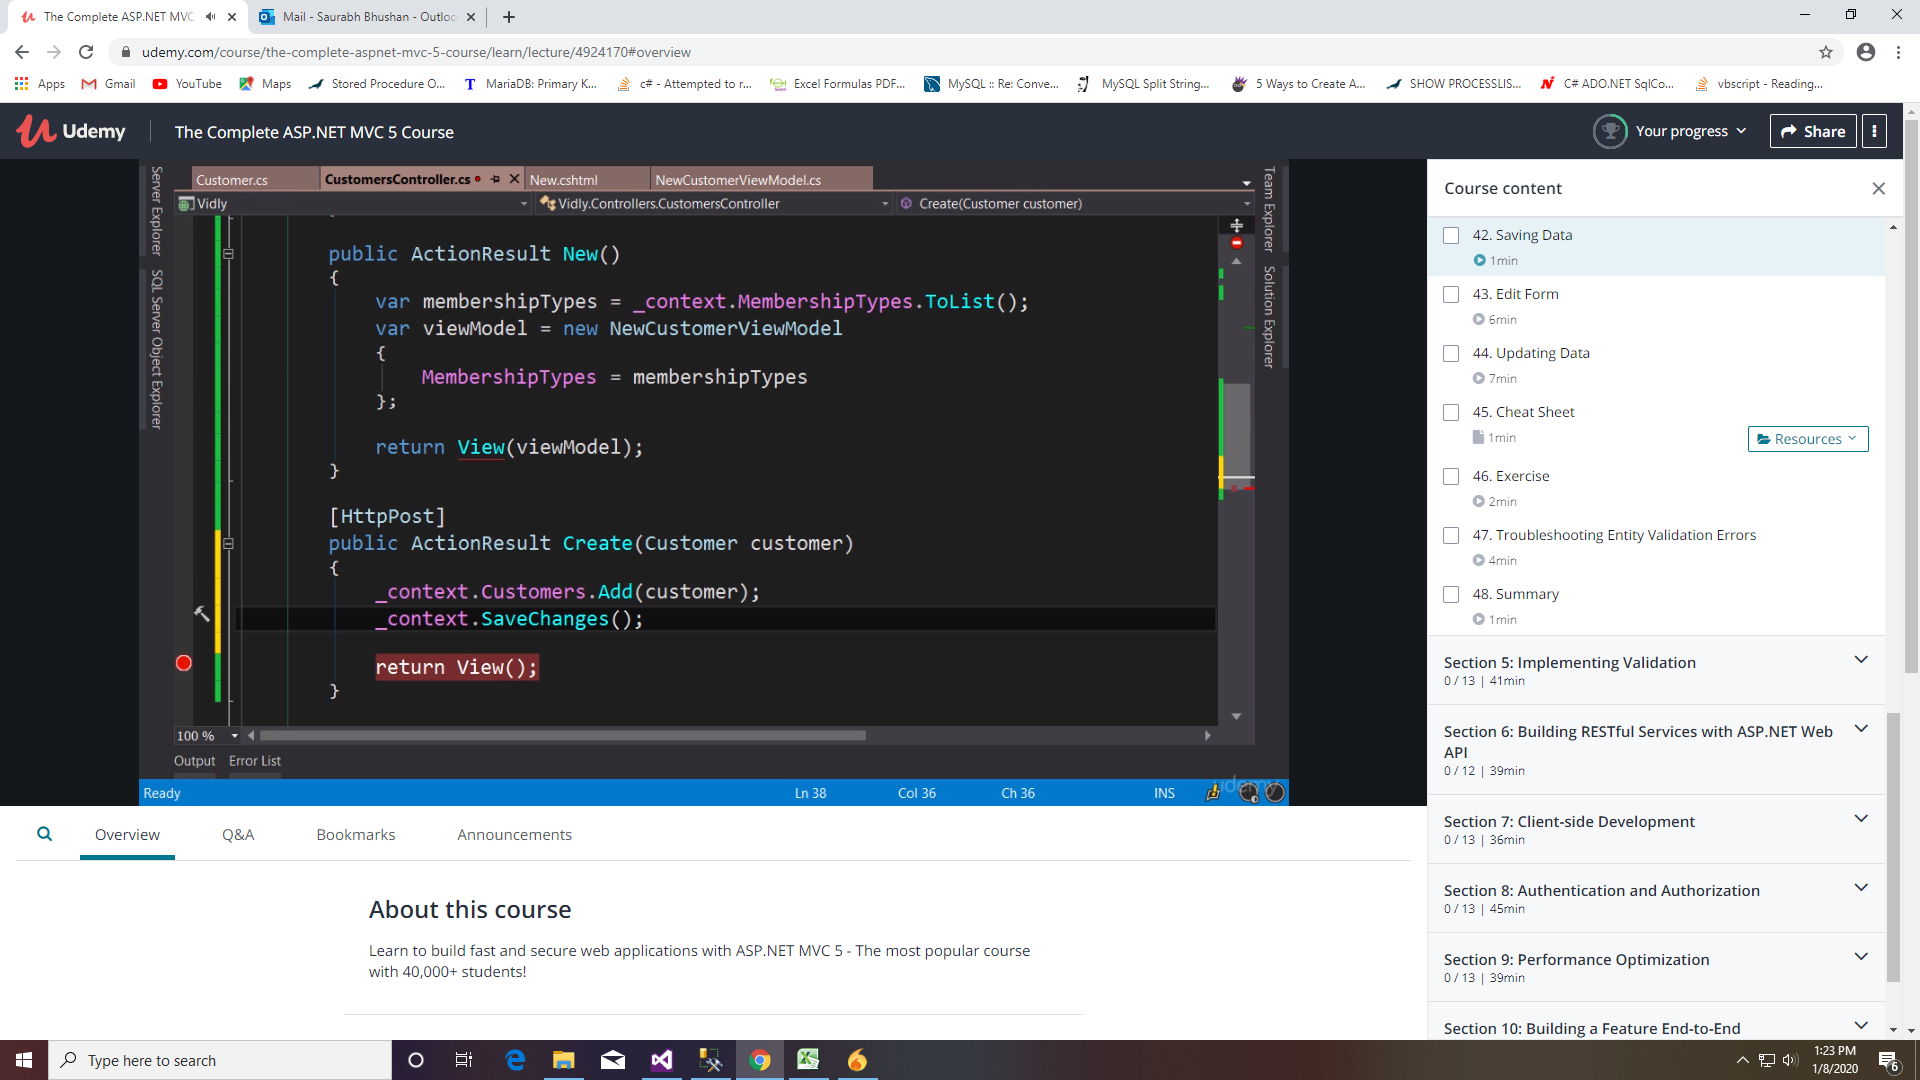 The Complete ASP.NET MVC
Mail - Saurabh Bhushan - Outlo
udemy.com/course/the-complete-aspnet-mvc-5-course/learn/lecture/4924170#overview
Apps
Gmail
YouTube
Maps
Stored Procedure O...
MariaDB: Primary K...
c# - Attempted to r...
Excel Formulas PDF...
MySQL :: Re: Conve...
MySQL Split String...
5 Ways to Create A...
SHOW PROCESSLIS...
C# ADO.NET SqlCo...
vbscript - Reading...
Udemy
The Complete ASP.NET MVC 5 Course
Your progress
Share
Server Explorer
SQL Server Object Explorer
Customer.cs
CustomersController.cs
New.cshtml
NewCustomerViewModel.cs
Vidly
Vidly.Controllers.CustomersController
Create(Customer customer)
Team Explorer
Solution Explorer
public ActionResult New()
{
var membershipTypes = _context.MembershipTypes.ToList();
var viewModel = new NewCustomerViewModel
{
MembershipTypes = membershipTypes
};
return View(viewModel);
}
[HttpPost]
public ActionResult Create(Customer customer)
{
_context.Customers.Add(customer);
_context.SaveChanges();
return View();
}
100 %
Output
Error List
Ready
Ln 38
Col 36
Ch 36
INS
udemy
Course content
42. Saving Data
1min
43. Edit Form
6min
44. Updating Data
7min
45. Cheat Sheet
1min
Resources
46. Exercise
2min
47. Troubleshooting Entity Validation Errors
4min
48. Summary
1min
Section 5: Implementing Validation
0 / 13 | 41min
Section 6: Building RESTful Services with ASP.NET Web
API
0 / 12 | 39min
Section 7: Client-side Development
0 / 13 | 36min
Section 8: Authentication and Authorization
0 / 13 | 45min
Section 9: Performance Optimization
0 / 13 | 39min
Section 10: Building a Feature End-to-End
Overview
Q&A
Bookmarks
Announcements
About this course
Learn to build fast and secure web applications with ASP.NET MVC 5 - The most popular course
with 40,000+ students!
Type here to search
1:23 PM
1/8/2020
6